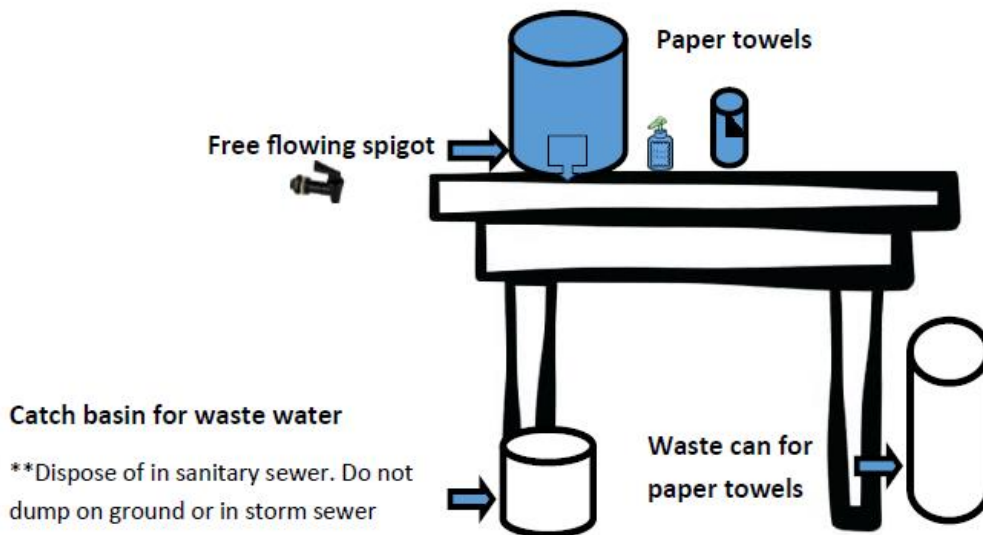 Paper towels
Free flowing spigot
Catch basin for waste water
**Dispose of in sanitary sewer. Do not
dump on ground or in storm sewer
Waste can for
paper towels